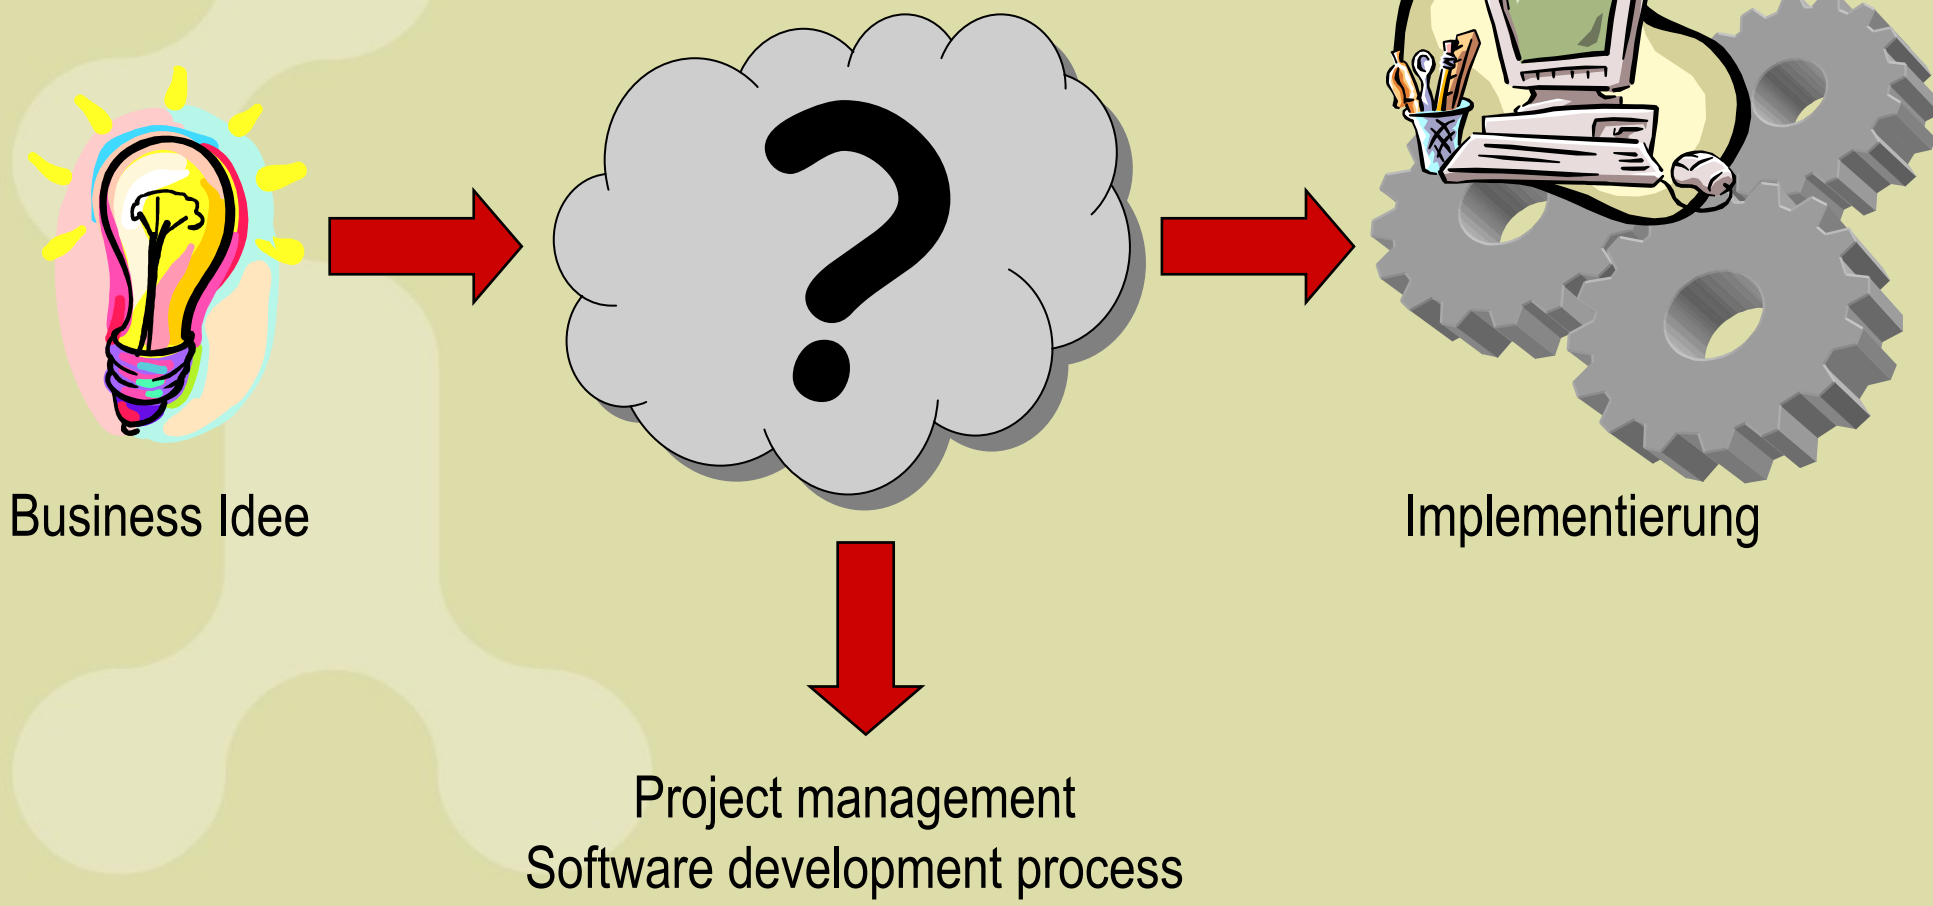 ?
Business Idee
Implementierung
Project management
Software development process